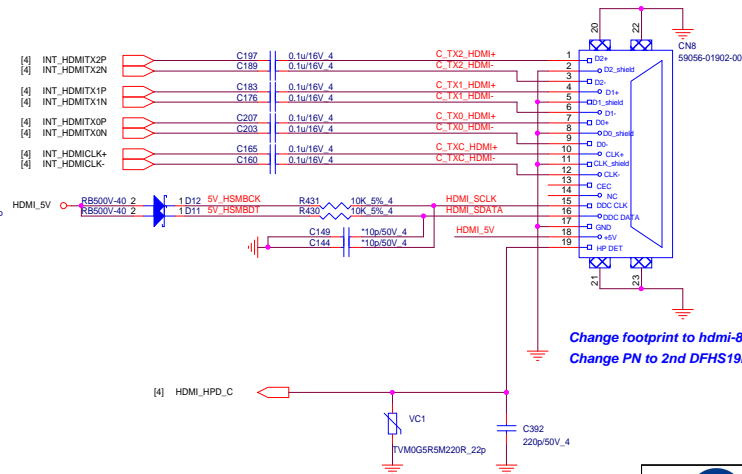 20
22
CN8
59056-01902-00
[4] INT_HDMITX2P C197 0.1u/16V_4 C_TX2_HDMI+ 1 D2+
[4] INT_HDMITX2N C189 0.1u/16V_4 C_TX2_HDMI- 2 D2_shield
3 D2-
[4] INT_HDMITX1P C183 0.1u/16V_4 C_TX1_HDMI+ 4 D1+
[4] INT_HDMITX1N C176 0.1u/16V_4 C_TX1_HDMI- 5 D1_shield
6 D1-
[4] INT_HDMITX0P C207 0.1u/16V_4 C_TX0_HDMI+ 7 D0+
[4] INT_HDMITX0N C203 0.1u/16V_4 C_TX0_HDMI- 8 D0_shield
9 D0-
[4] INT_HDMICLK+ C165 0.1u/16V_4 C_TXC_HDMI+ 10 CLK+
[4] INT_HDMICLK- C160 0.1u/16V_4 C_TXC_HDMI- 11 CLK_shield
12 CLK-
13 CEC
14 NC
HDMI_5V RB500V-40 2 1 D12 5V_HSMBCK R431 10K_5%_4 HDMI_SCLK 15 DDC CLK
RB500V-40 2 1 D11 5V_HSMBDT R430 10K_5%_4 HDMI_SDATA 16 DDC DATA
17 GND
C149 *10p/50V_4 HDMI_5V 18 +5V
C144 *10p/50V_4 19 HP DET
21
23
Change footprint to hdmi-8
Change PN to 2nd DFHS19
[4] HDMI_HPD_C
VC1
TVM0G5R5M220R_22p
C392
220p/50V_4